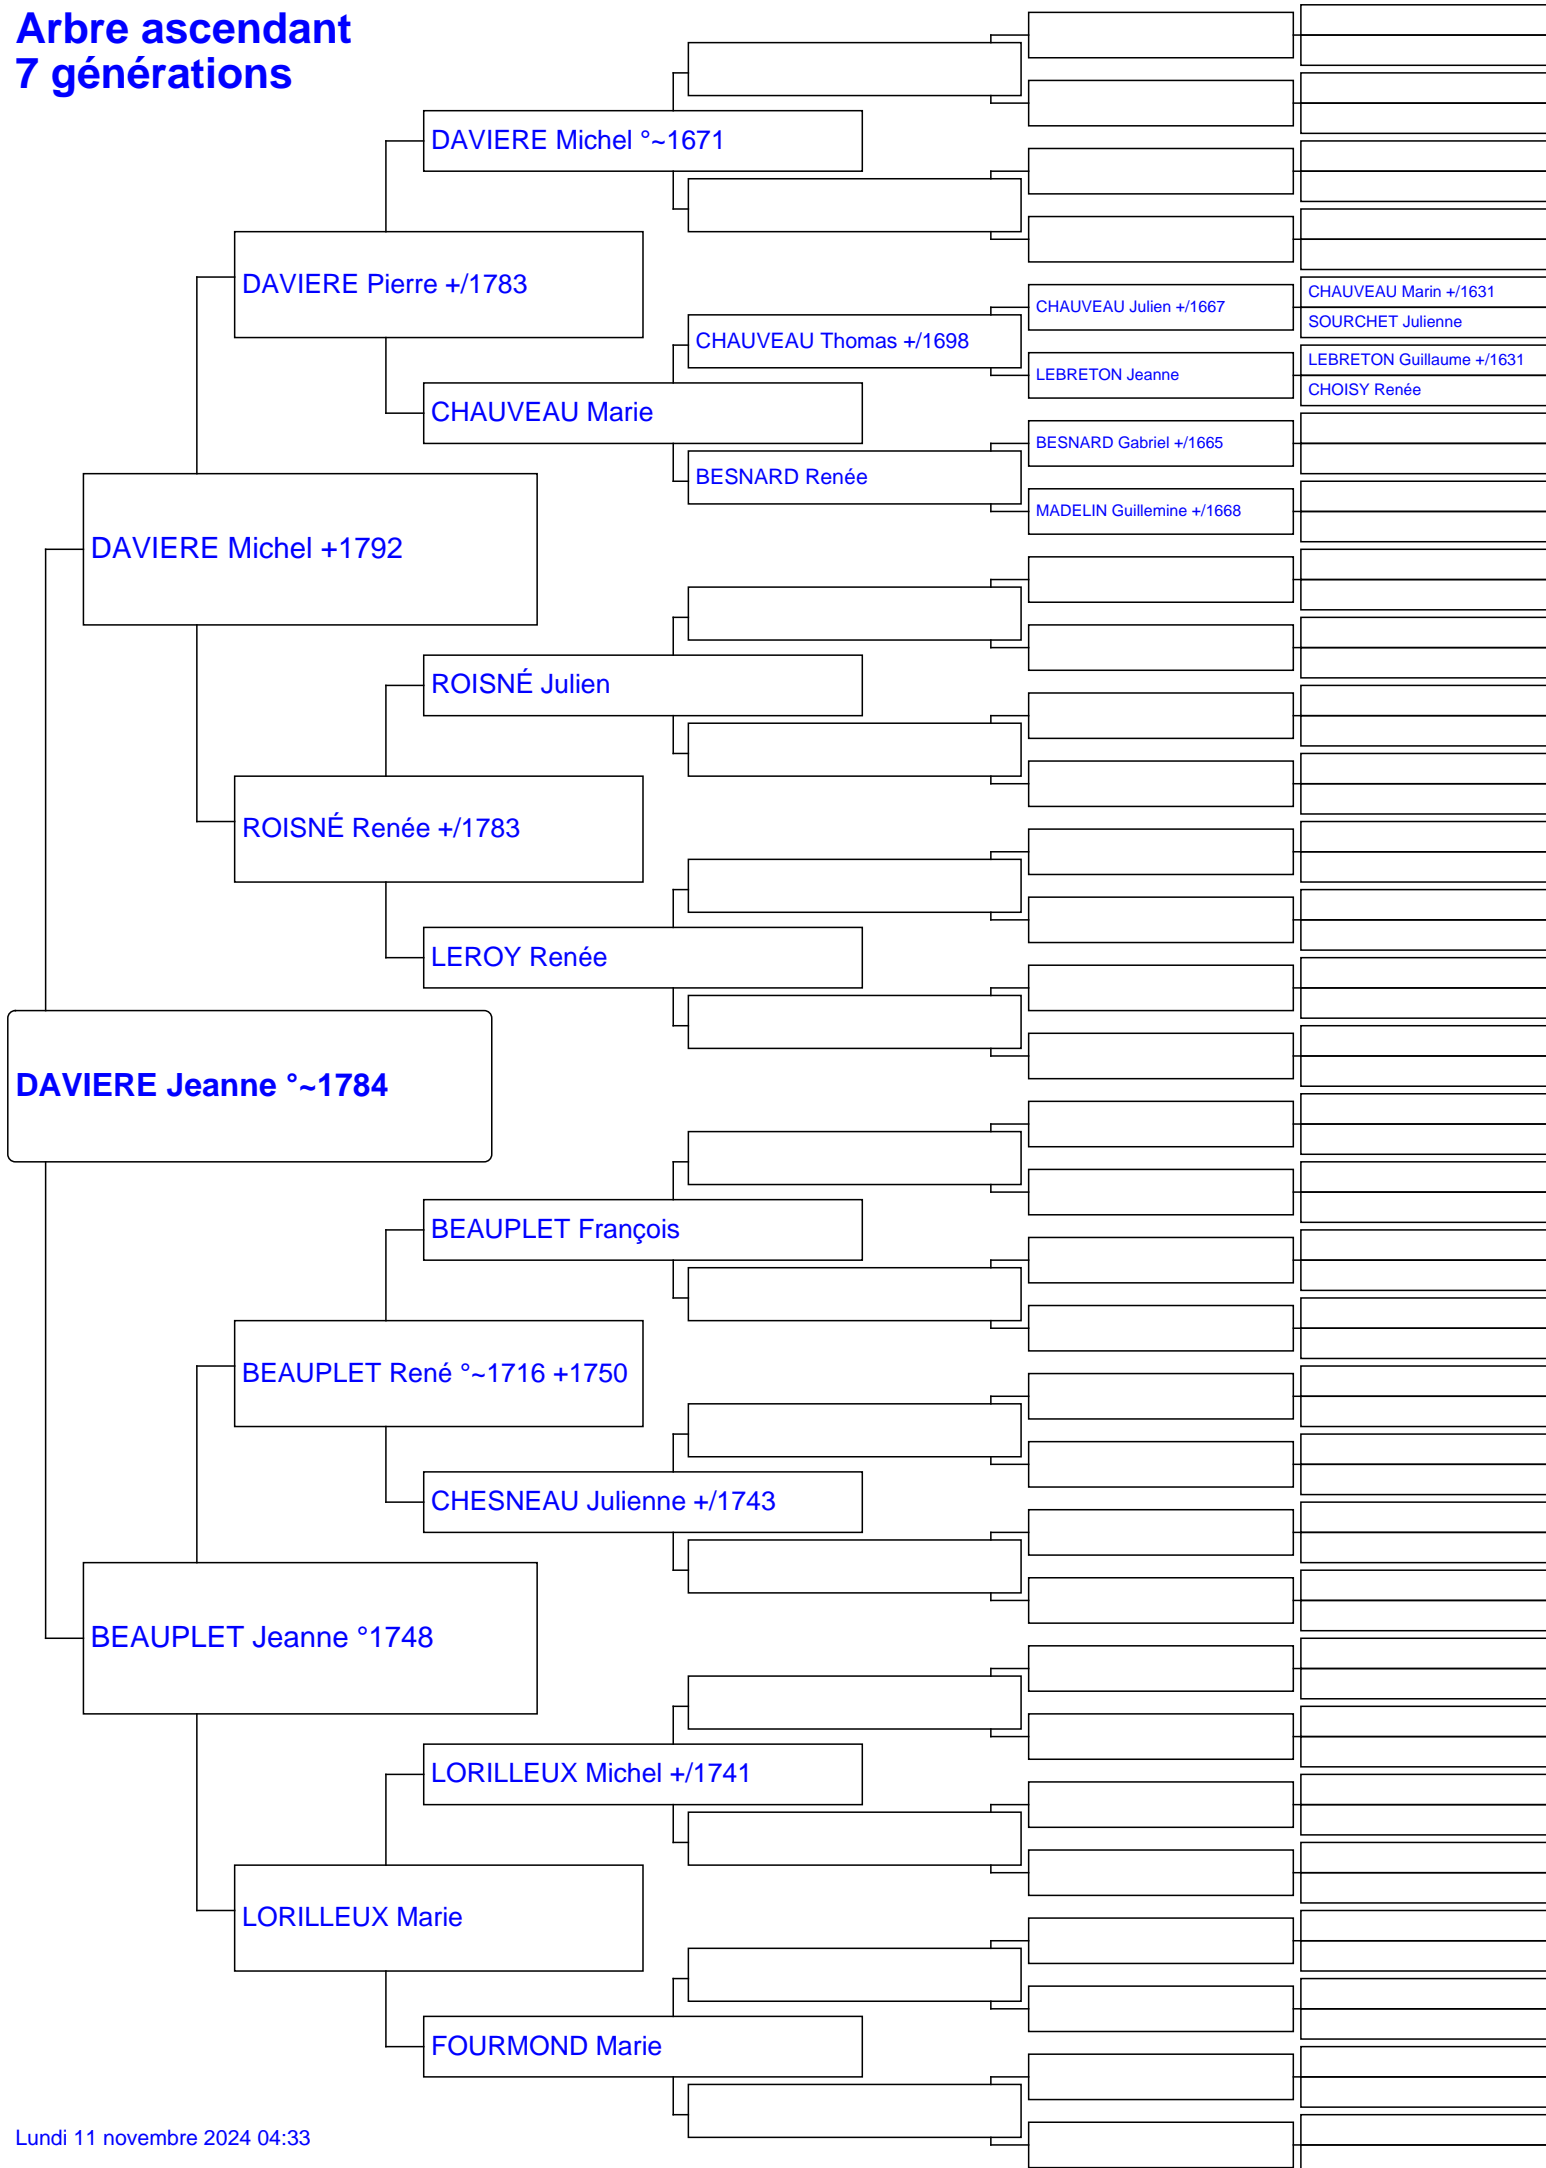 Arbre ascendant
7 générations
DAVIERE Michel °~1671
DAVIERE Pierre +/1783
CHAUVEAU Julien +/1667
CHAUVEAU Marin +/1631
SOURCHET Julienne
CHAUVEAU Thomas +/1698
LEBRETON Jeanne
LEBRETON Guillaume +/1631
CHOISY Renée
CHAUVEAU Marie
BESNARD Gabriel +/1665
BESNARD Renée
MADELIN Guillemine +/1668
DAVIERE Michel +1792
ROISNÉ Julien
ROISNÉ Renée +/1783
LEROY Renée
DAVIERE Jeanne °~1784
BEAUPLET François
BEAUPLET René °~1716 +1750
CHESNEAU Julienne +/1743
BEAUPLET Jeanne °1748
LORILLEUX Michel +/1741
LORILLEUX Marie
FOURMOND Marie
Lundi 11 novembre 2024 04:33